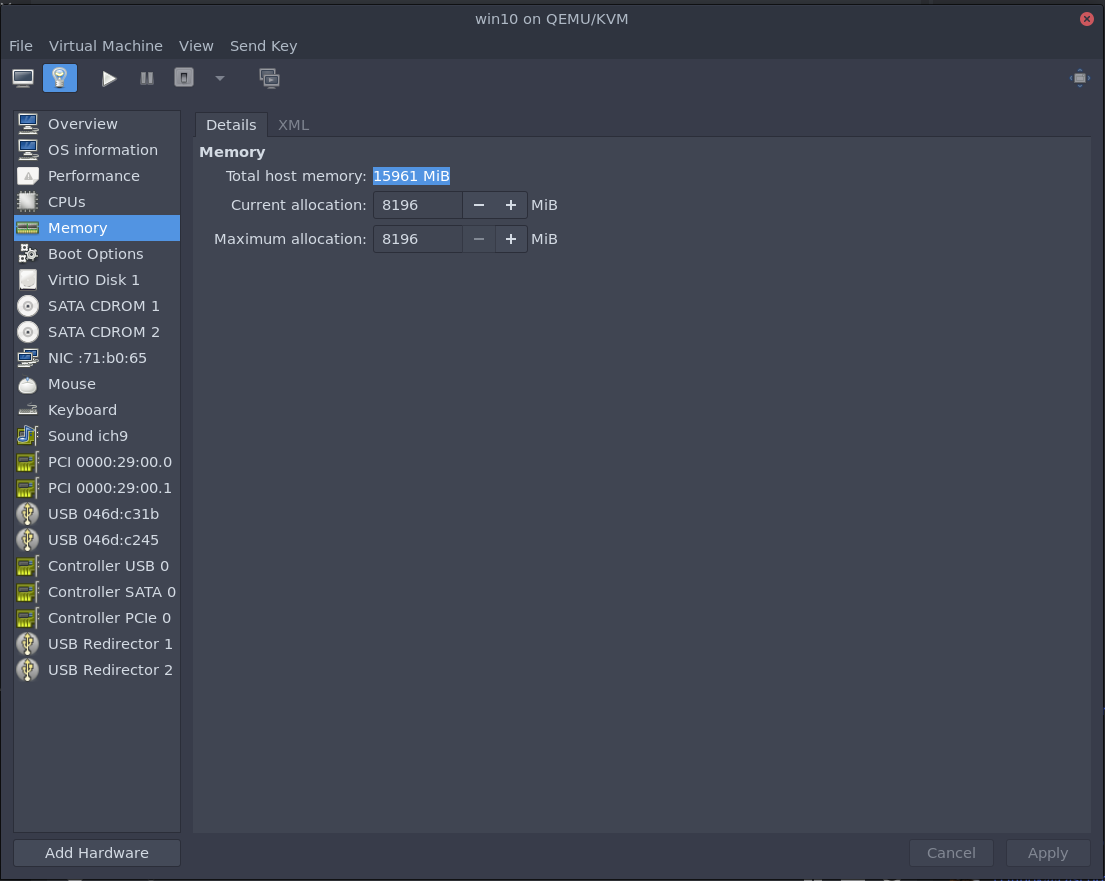 win10 on QEMU/KVM
File Virtual Machine View Send Key
Overview
OS information
Performance
CPUs
Memory
Boot Options
VirtIO Disk 1
SATA CDROM 1
SATA CDROM 2
NIC :71:b0:65
Mouse
Keyboard
Sound ich9
PCI 0000:29:00.0
PCI 0000:29:00.1
USB 046d:c31b
USB 046d:c245
Controller USB 0
Controller SATA 0
Controller PCIe 0
USB Redirector 1
USB Redirector 2
Add Hardware
Details XML
Memory
Total host memory: 15961 MiB
Current allocation: 8196 − + MiB
Maximum allocation: 8196 − + MiB
Cancel Apply